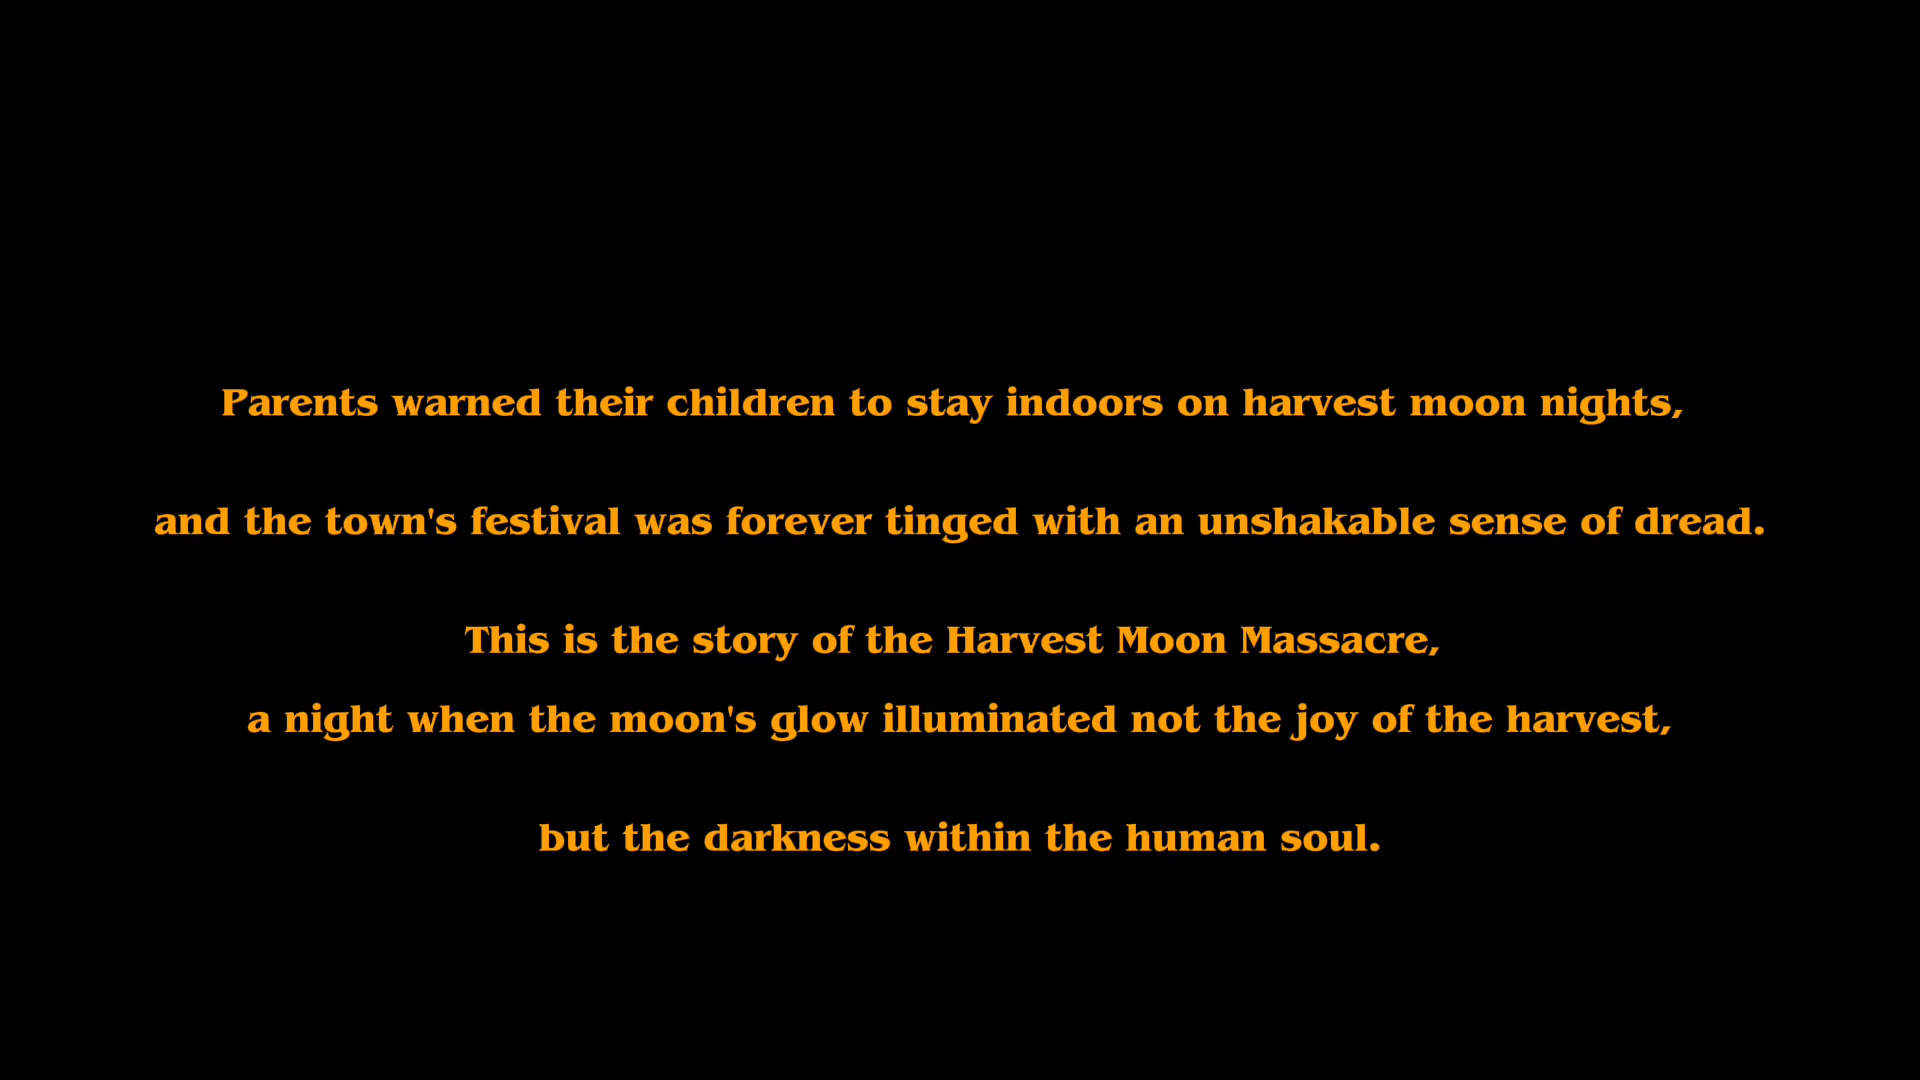 Parents warned their children to stay indoors on harvest moon nights,
and the town's festival was forever tinged with an unshakable sense of dread.
This is the story of the Harvest Moon Massacre,
a night when the moon's glow illuminated not the joy of the harvest,
but the darkness within the human soul.